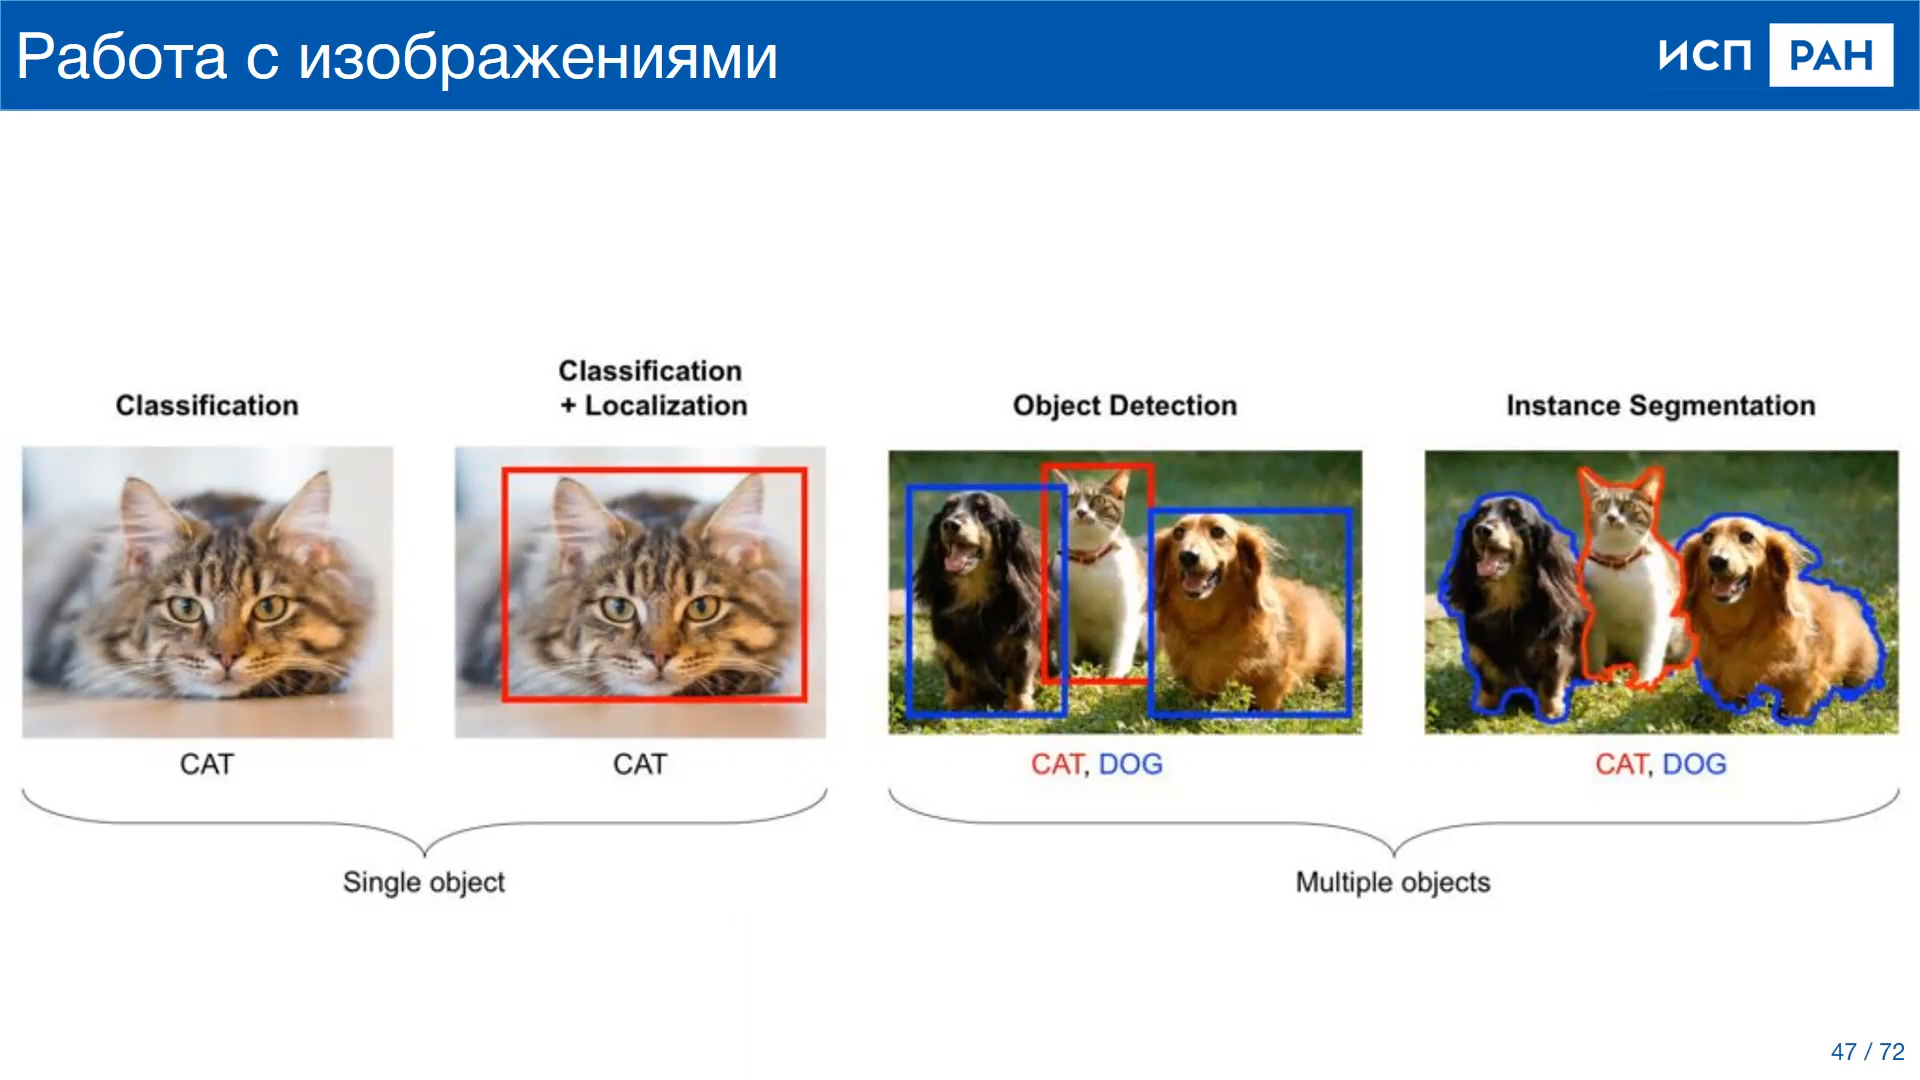 Работа с изображениями
ИСП РАН
Classification
Classification
+ Localization
Object Detection
Instance Segmentation
CAT
CAT
CAT, DOG
CAT, DOG
Single object
Multiple objects
47 / 72